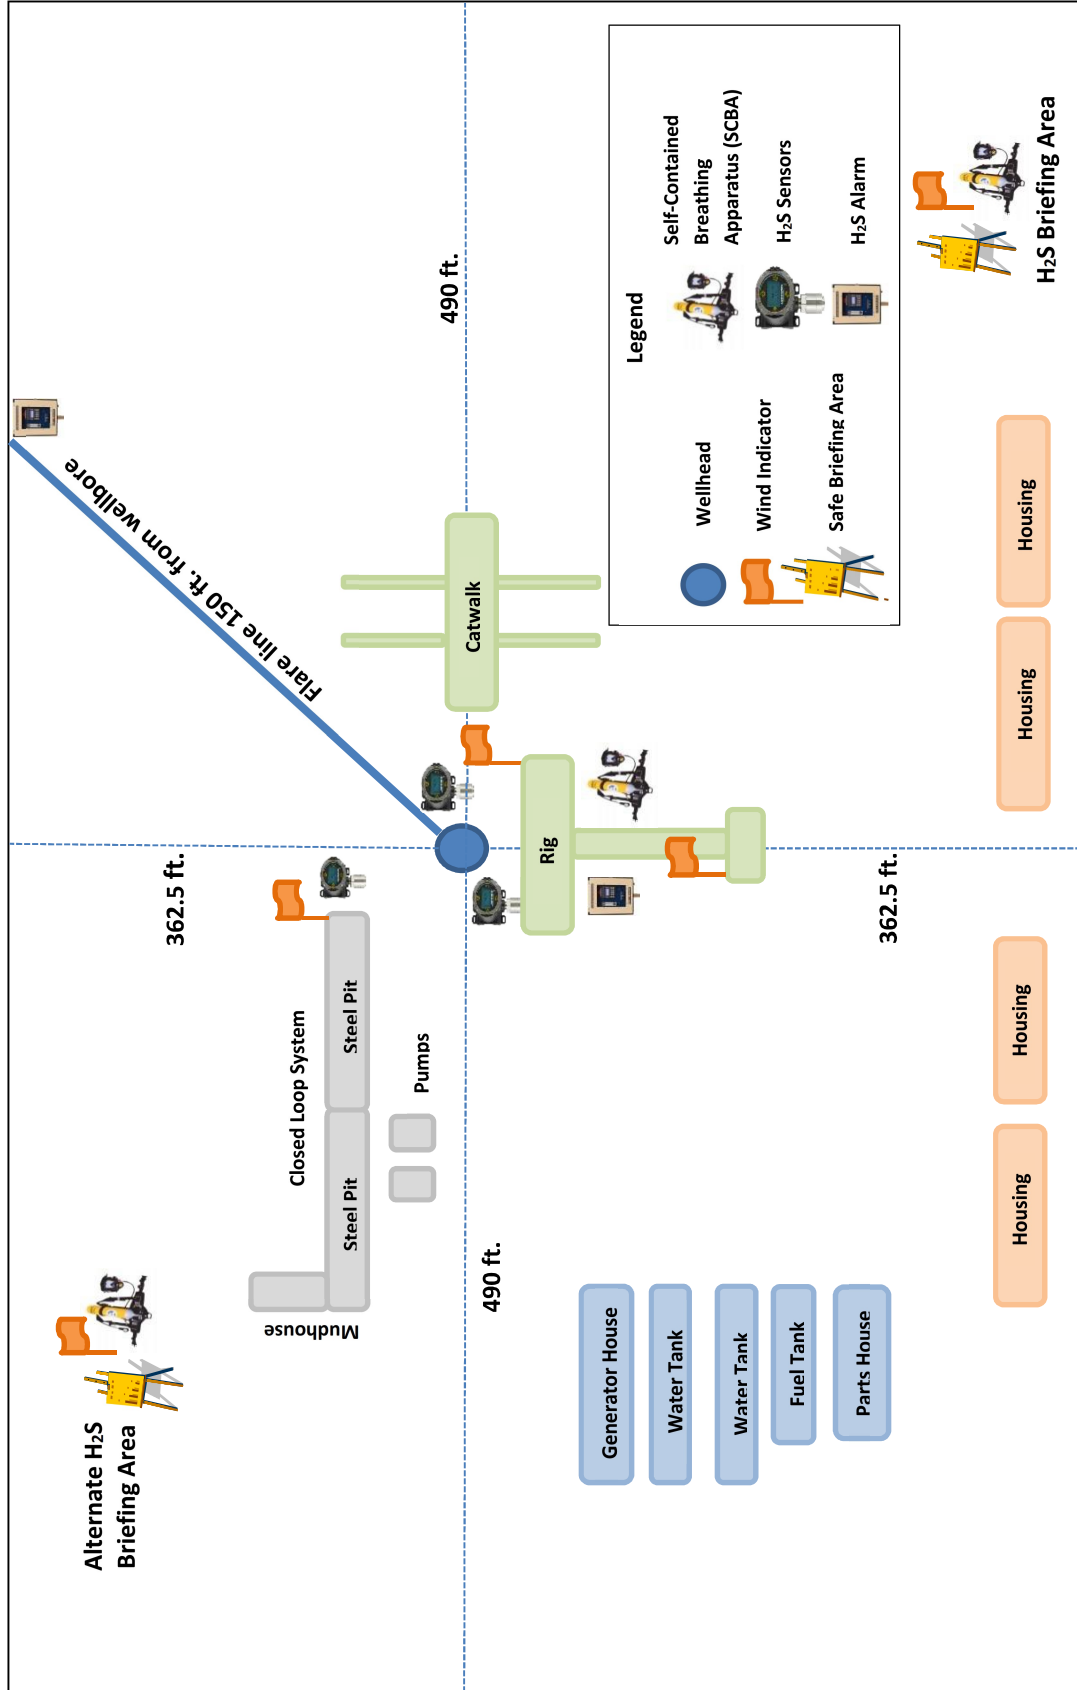 Alternate H₂S
Briefing Area
Mudhouse
Closed Loop System
Steel Pit
Steel Pit
Pumps
362.5 ft.
Flare line 150 ft. from wellbore
490 ft.
490 ft.
Catwalk
Rig
362.5 ft.
Generator House
Water Tank
Water Tank
Fuel Tank
Parts House
Housing
Housing
Housing
Housing
Legend
Wellhead
Wind Indicator
Safe Briefing Area
Self-Contained
Breathing
Apparatus (SCBA)
H₂S Sensors
H₂S Alarm
H₂S Briefing Area